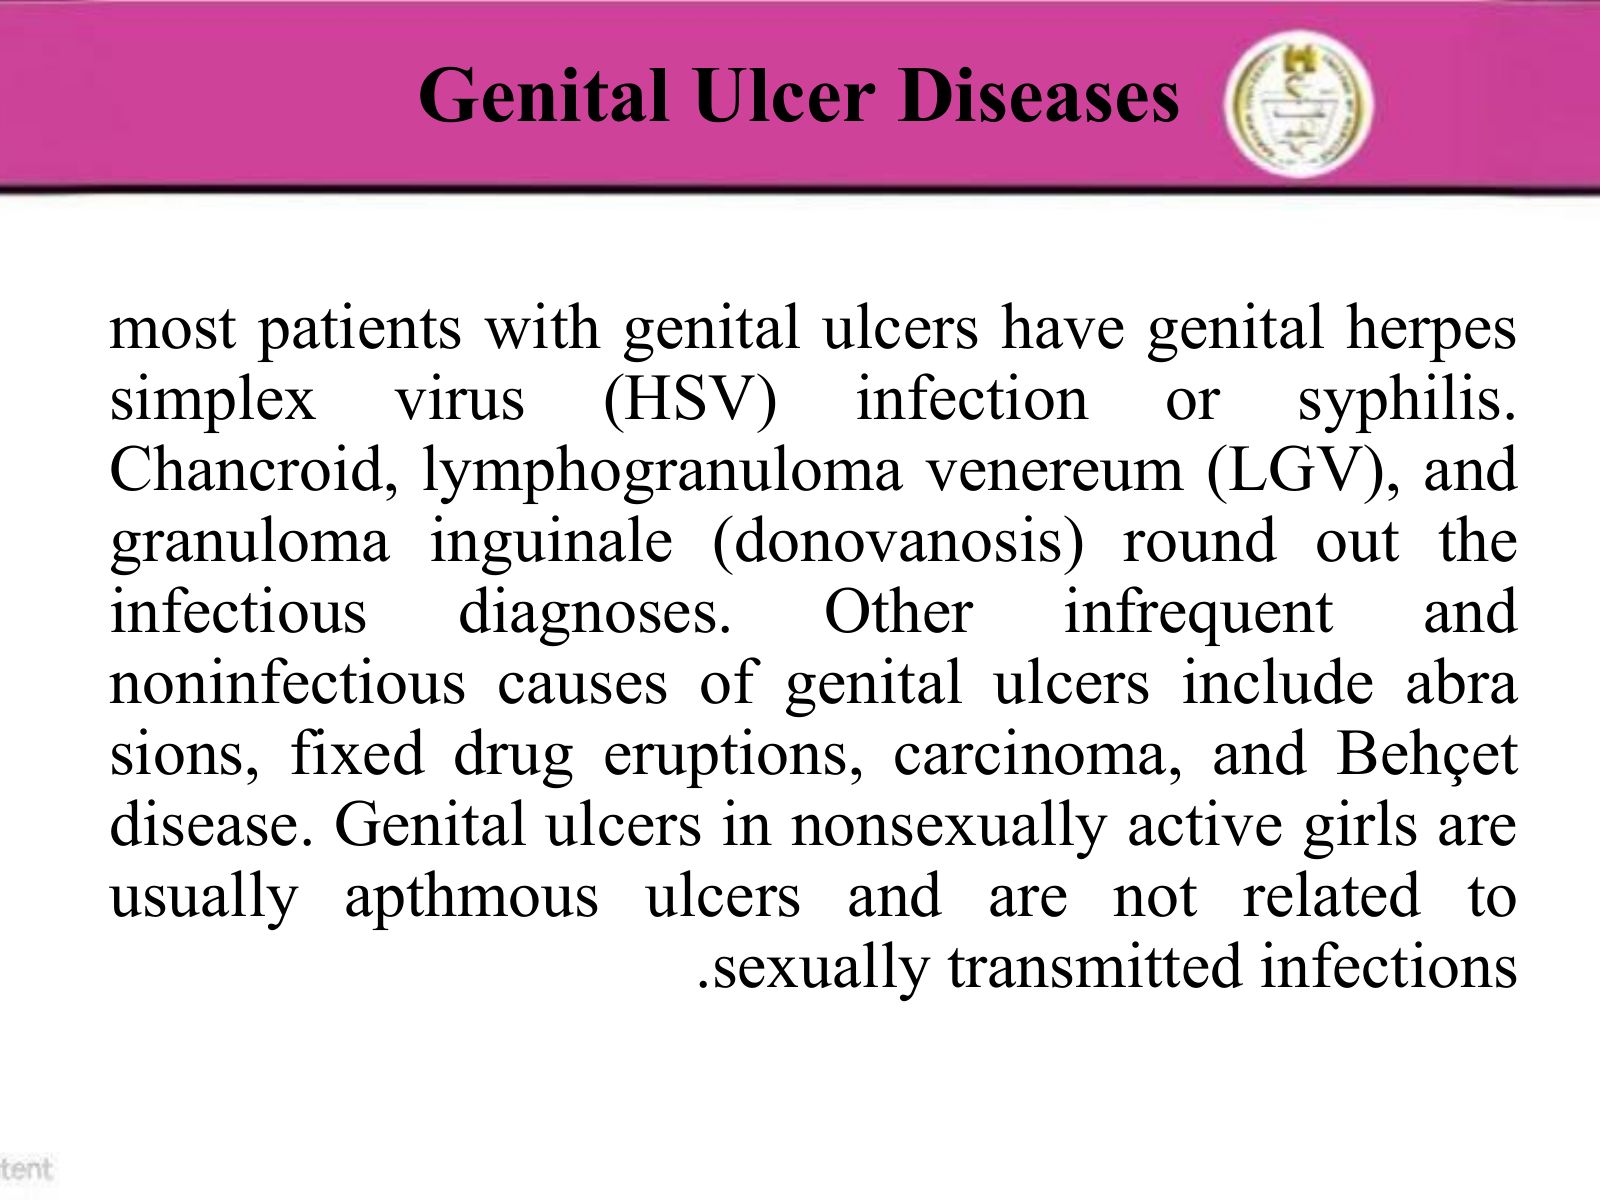 Genital Ulcer Diseases
most patients with genital ulcers have genital herpes
simplex virus (HSV) infection or syphilis.
Chancroid, lymphogranuloma venereum (LGV), and
granuloma inguinale (donovanosis) round out the
infectious diagnoses. Other infrequent and
noninfectious causes of genital ulcers include abra
sions, fixed drug eruptions, carcinoma, and Behçet
disease. Genital ulcers in nonsexually active girls are
usually apthmous ulcers and are not related to
.sexually transmitted infections
tent